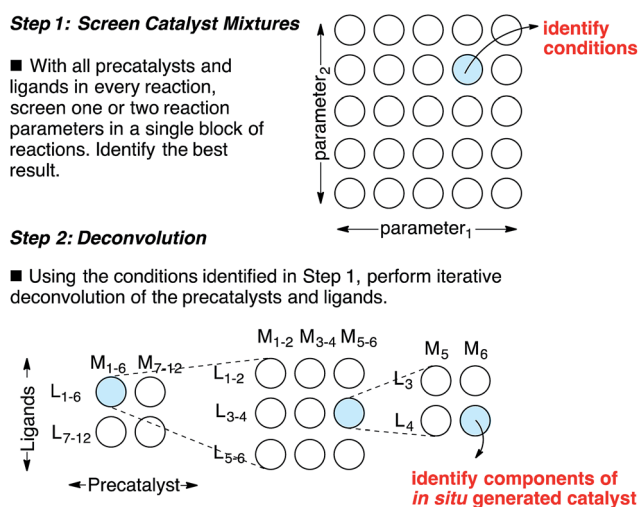 Step 1: Screen Catalyst Mixtures
■ With all precatalysts and
ligands in every reaction,
screen one or two reaction
parameters in a single block of
reactions. Identify the best
result.
identify
conditions
parameter2
parameter1
Step 2: Deconvolution
■ Using the conditions identified in Step 1, perform iterative
deconvolution of the precatalysts and ligands.
M1-6 M7-12
L1-6
L7-12
Ligands
Precatalyst
M1-2 M3-4 M5-6
L1-2
L3-4
L5-6
M5 M6
L3
L4
identify components of
in situ generated catalyst